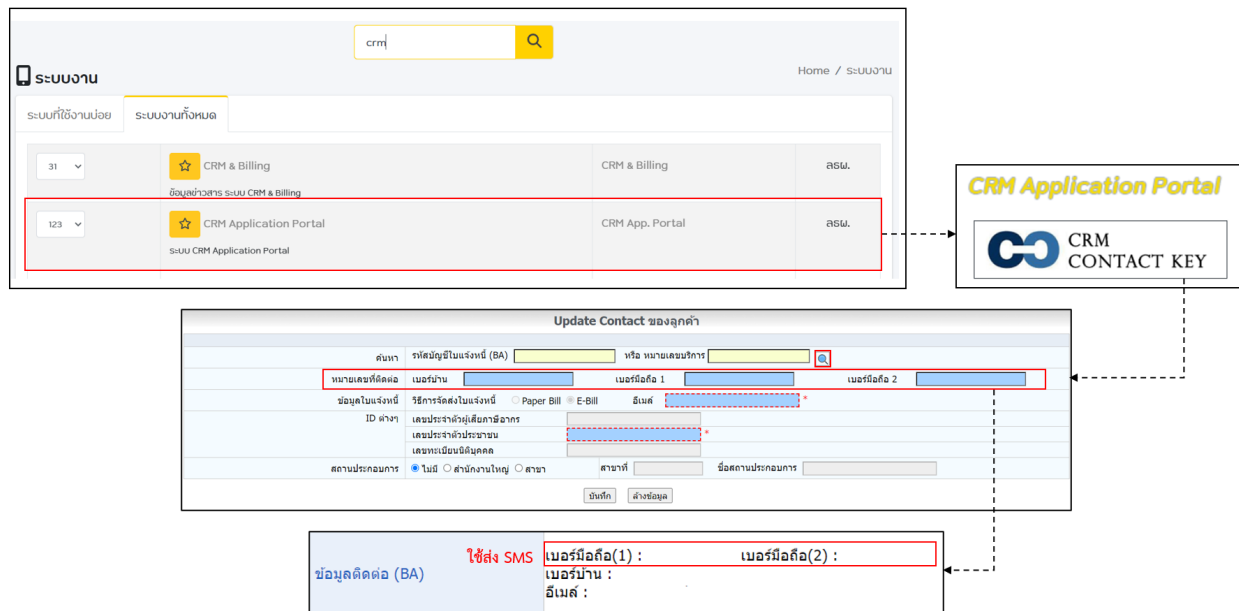 crm
ระบบงาน
Home / ระบบงาน
ระบบที่ใช้งานบ่อย ระบบงานทั้งหมด
31 CRM & Billing CRM & Billing ลธผ.
ข้อมูลข่าวสาร ระบบ CRM & Billing
123 CRM Application Portal CRM App. Portal ลธผ.
ระบบ CRM Application Portal
CRM Application Portal
CRM
CONTACT KEY
Update Contact ของลูกค้า
ค้นหา รหัสบัญชีใบแจ้งหนี้ (BA) หรือ หมายเลขบริการ
หมายเลขที่ติดต่อ เบอร์บ้าน เบอร์มือถือ 1 เบอร์มือถือ 2
ข้อมูลใบแจ้งหนี้ วิธีการจัดส่งใบแจ้งหนี้ Paper Bill E-Bill อีเมล์ *
ID ต่างๆ เลขประจำตัวผู้เสียภาษีอากร
เลขประจำตัวประชาชน *
เลขทะเบียนนิติบุคคล
สถานประกอบการ ไม่มี สำนักงานใหญ่ สาขา สาขาที่ ชื่อสถานประกอบการ
บันทึก ล้างข้อมูล
ใช้ส่ง SMS เบอร์มือถือ(1) : เบอร์มือถือ(2) :
ข้อมูลติดต่อ (BA) เบอร์บ้าน :
อีเมล์ :